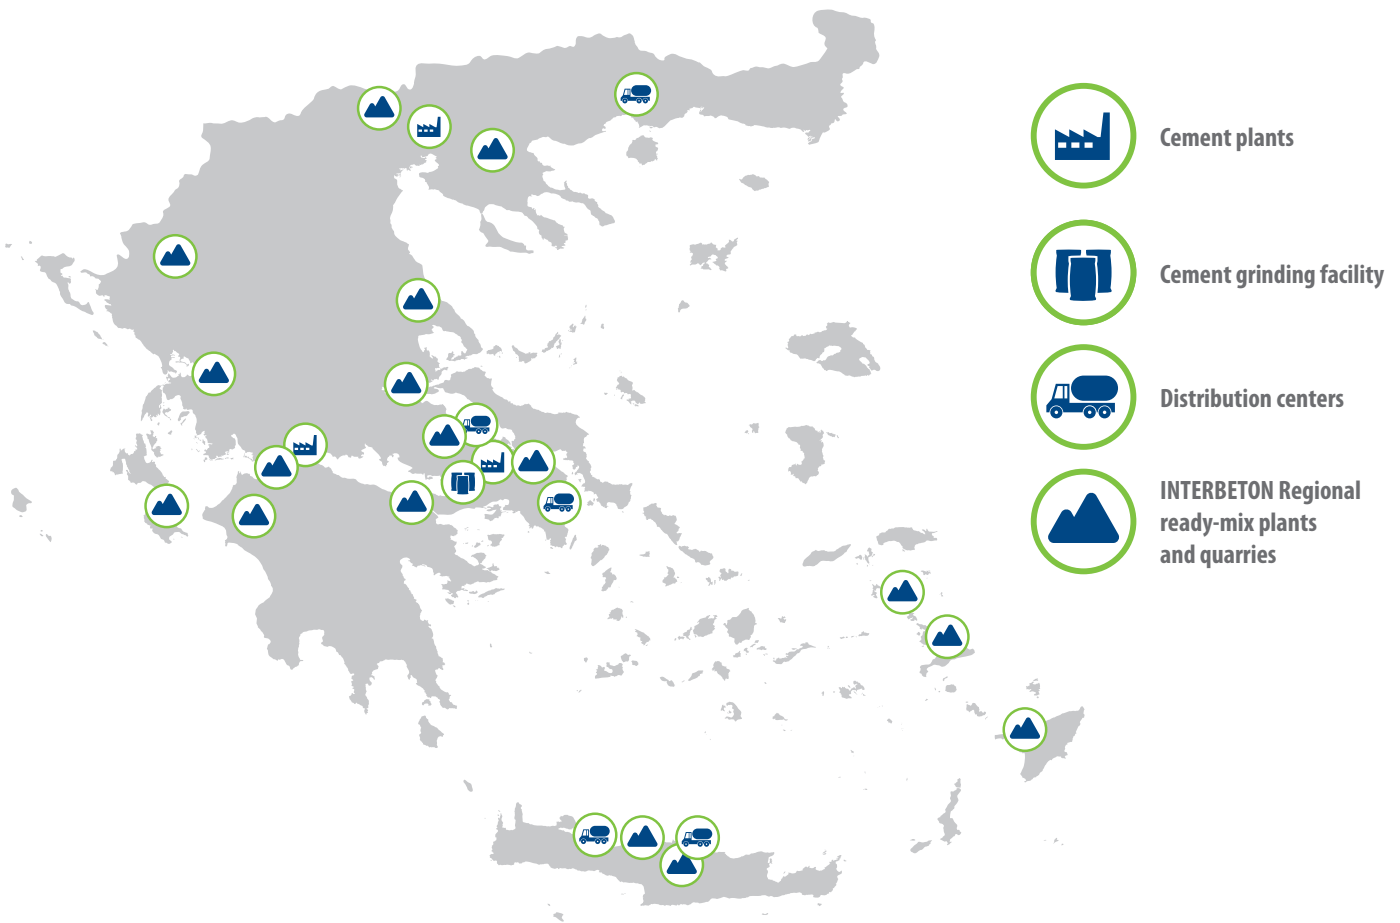 Cement plants
Cement grinding facility
Distribution centers
INTERBETON Regional
ready-mix plants
and quarries